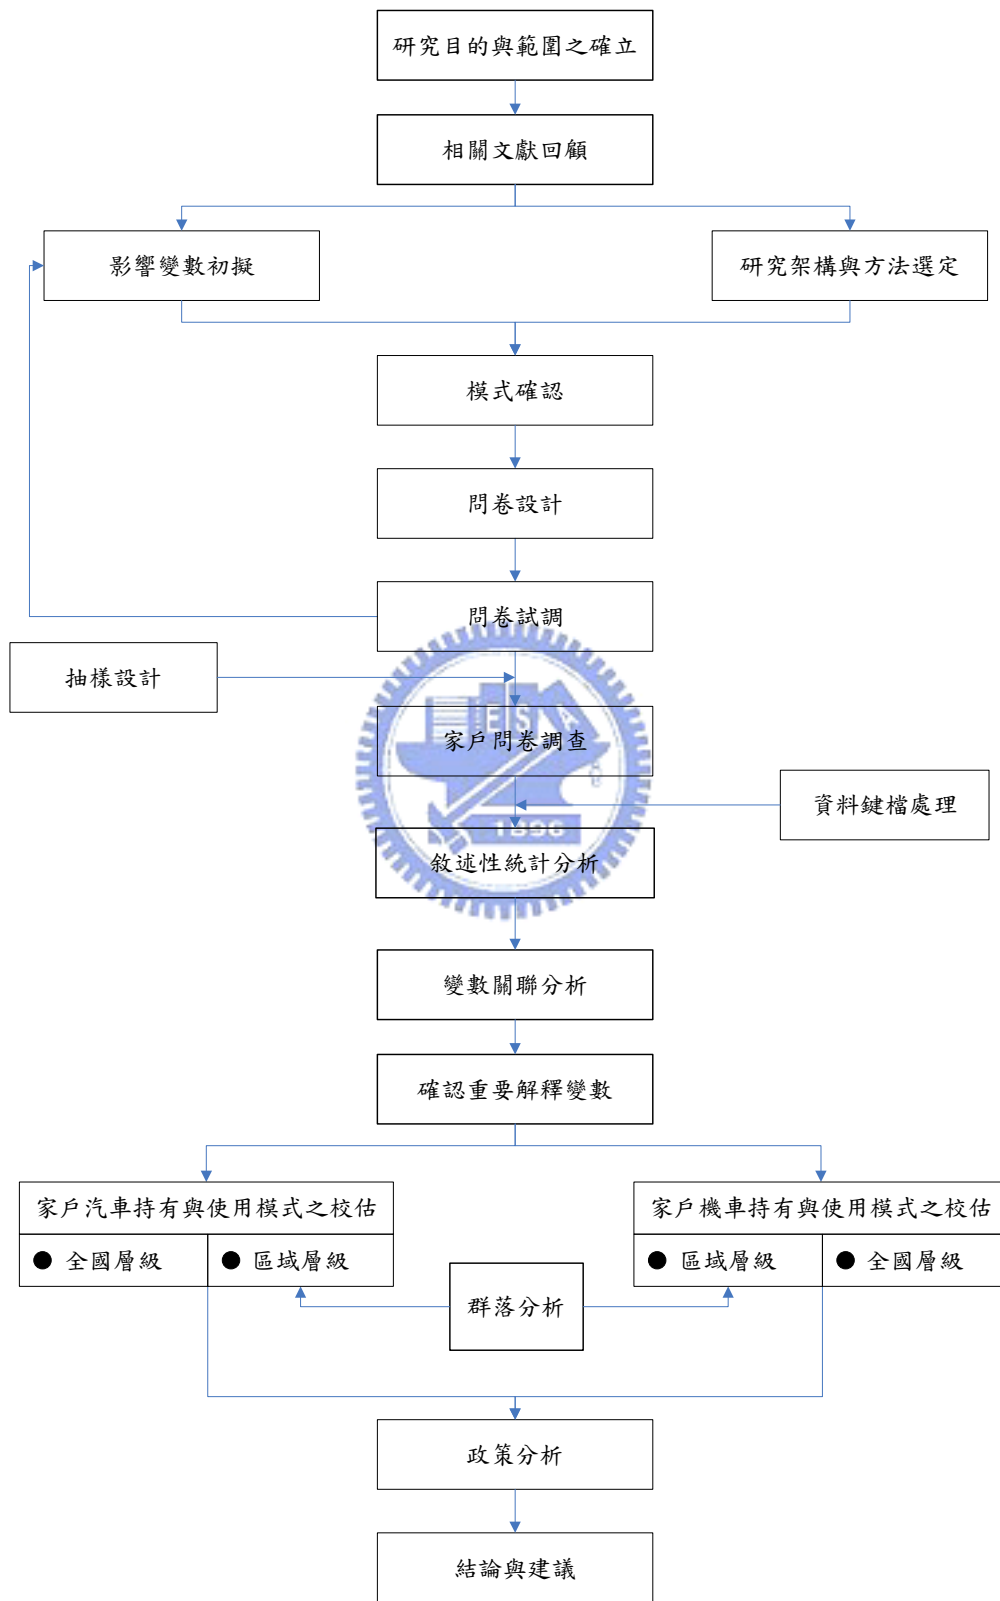 研究目的與範圍之確立
相關文獻回顧
影響變數初擬
研究架構與方法選定
模式確認
問卷設計
問卷試調
抽樣設計
家戶問卷調查
ES
A
資料鍵檔處理
1896
敘述性統計分析
變數關聯分析
確認重要解釋變數
家戶汽車持有與使用模式之校估
● 全國層級
● 區域層級
家戶機車持有與使用模式之校估
● 區域層級
● 全國層級
群落分析
政策分析
結論與建議